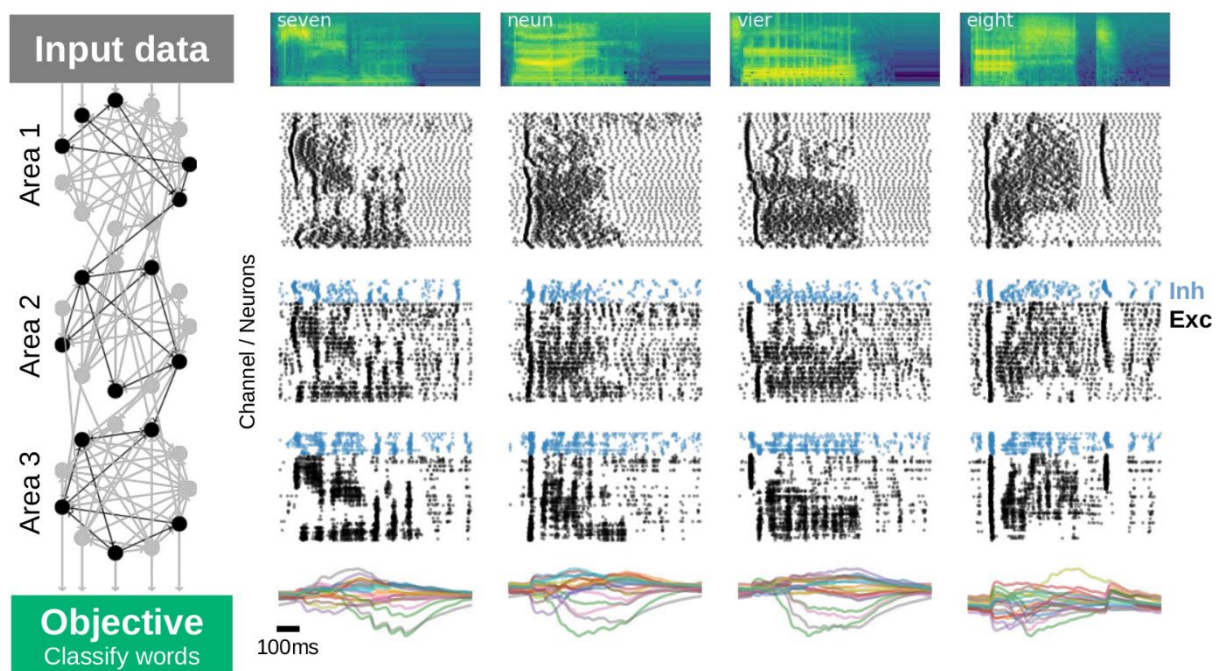 Input data
seven
neun
vier
eight
Area 1
Area 2
Area 3
Channel / Neurons
Inh
Exc
Objective
Classify words
100ms